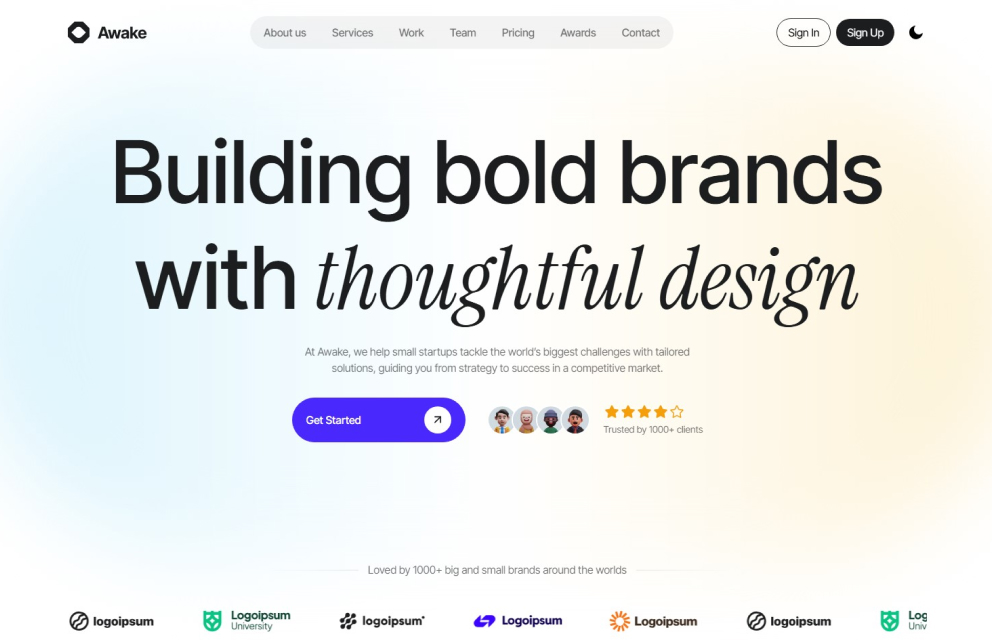 Awake
About us Services Work Team Pricing Awards Contact
Sign In Sign Up
Building bold brands
with thoughtful design
At Awake, we help small startups tackle the world's biggest challenges with tailored
solutions, guiding you from strategy to success in a competitive market.
Get Started
Trusted by 1000+ clients
Loved by 1000+ big and small brands around the worlds
logoipsum
Logoipsum
University
logoipsum
Logoipsum
Logoipsum
logoipsum
Log
Univ